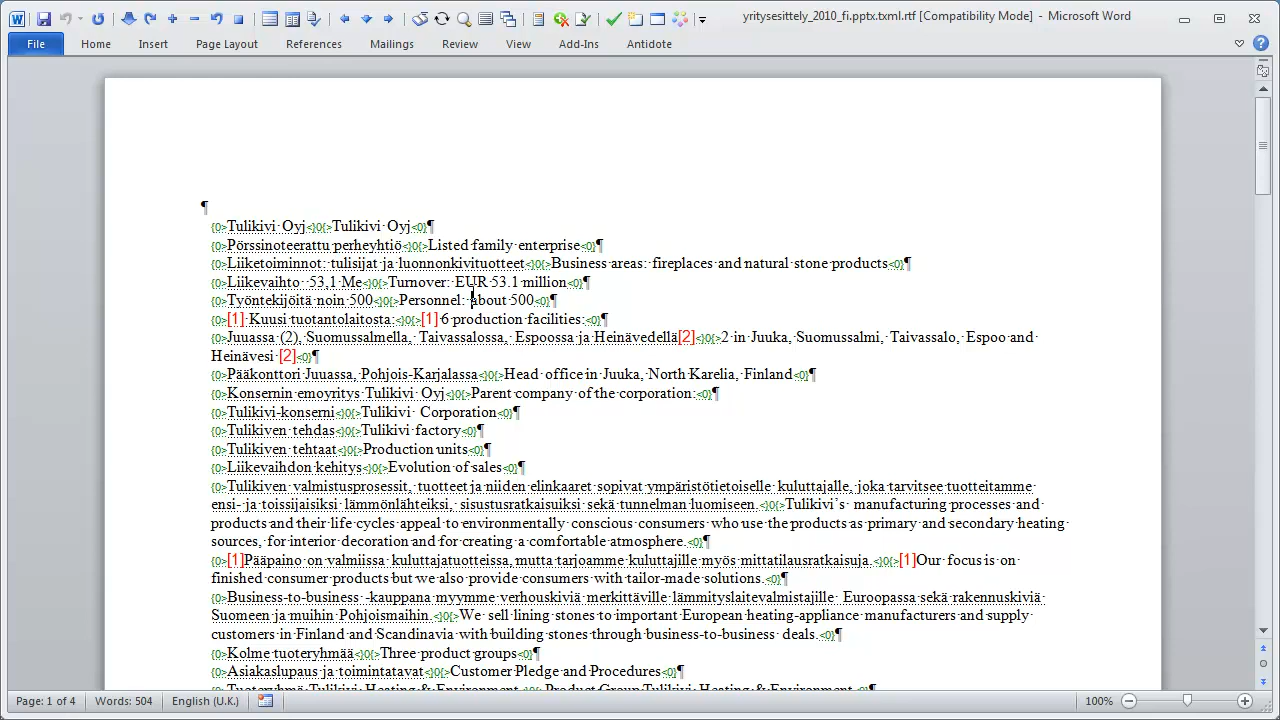 yritysesittely_2010_fi.pptx.txml.rtf [Compatibility Mode] - Microsoft Word
File Home Insert Page Layout References Mailings Review View Add-Ins Antidote
¶
{0>Tulikivi Oyj<}0{>Tulikivi Oyj<0}¶
{0>Pörssinoteerattu perheyhtiö<}0{>Listed family enterprise<0}¶
{0>Liiketoiminnot: tulisijat ja luonnonkivituotteet<}0{>Business areas: fireplaces and natural stone products<0}¶
{0>Liikevaihto 53,1 Me<}0{>Turnover: EUR 53.1 million<0}¶
{0>Työntekijöitä noin 500<}0{>Personnel: about 500<0}¶
{0>[1] Kuusi tuotantolaitosta:<}0{>[1] 6 production facilities:<0}¶
{0>Juuassa (2), Suomussalmella, Taivassalossa, Espoossa ja Heinävedellä[2]<}0{>2 in Juuka, Suomussalmi, Taivassalo, Espoo and
Heinävesi [2]<0}¶
{0>Pääkonttori Juuassa, Pohjois-Karjalassa<}0{>Head office in Juuka, North Karelia, Finland<0}¶
{0>Konsernin emoyritys Tulikivi Oyj<}0{>Parent company of the corporation:<0}¶
{0>Tulikivi-konserni<}0{>Tulikivi Corporation<0}¶
{0>Tulikiven tehdas<}0{>Tulikivi factory<0}¶
{0>Tulikiven tehtaat<}0{>Production units<0}¶
{0>Liikevaihdon kehitys<}0{>Evolution of sales<0}¶
{0>Tulikiven valmistusprosessit, tuotteet ja niiden elinkaaret sopivat ympäristötietoiselle kuluttajalle, joka tarvitsee tuotteitamme
ensi- ja toissijaisiksi lämmönlähteiksi, sisustusratkaisuiksi sekä tunnelman luomiseen.<}0{>Tulikivi's manufacturing processes and
products and their life cycles appeal to environmentally conscious consumers who use the products as primary and secondary heating
sources, for interior decoration and for creating a comfortable atmosphere.<0}¶
{0>[1]Pääpaino on valmiissa kuluttajatuotteissa, mutta tarjoamme kuluttajille myös mittatilausratkaisuja.<}0{>[1]Our focus is on
finished consumer products but we also provide consumers with tailor-made solutions.<0}¶
{0>Business-to-business -kauppana myymme verhouskiviä merkittäville lämmityslaitevalmistajille Euroopassa sekä rakennuskiviä
Suomeen ja muihin Pohjoismaihin.<}0{>We sell lining stones to important European heating-appliance manufacturers and supply
customers in Finland and Scandinavia with building stones through business-to-business deals.<0}¶
{0>Kolme tuoteryhmää<}0{>Three product groups<0}¶
{0>Asiakaslupaus ja toimintatavat<}0{>Customer Pledge and Procedures<0}¶
{0>Tuoteryhmä Tulikivi Heating & Environment<}0{>Product Group Tulikivi Heating & Environment<0}¶
Page: 1 of 4 Words: 504 English (U.K.) 100%